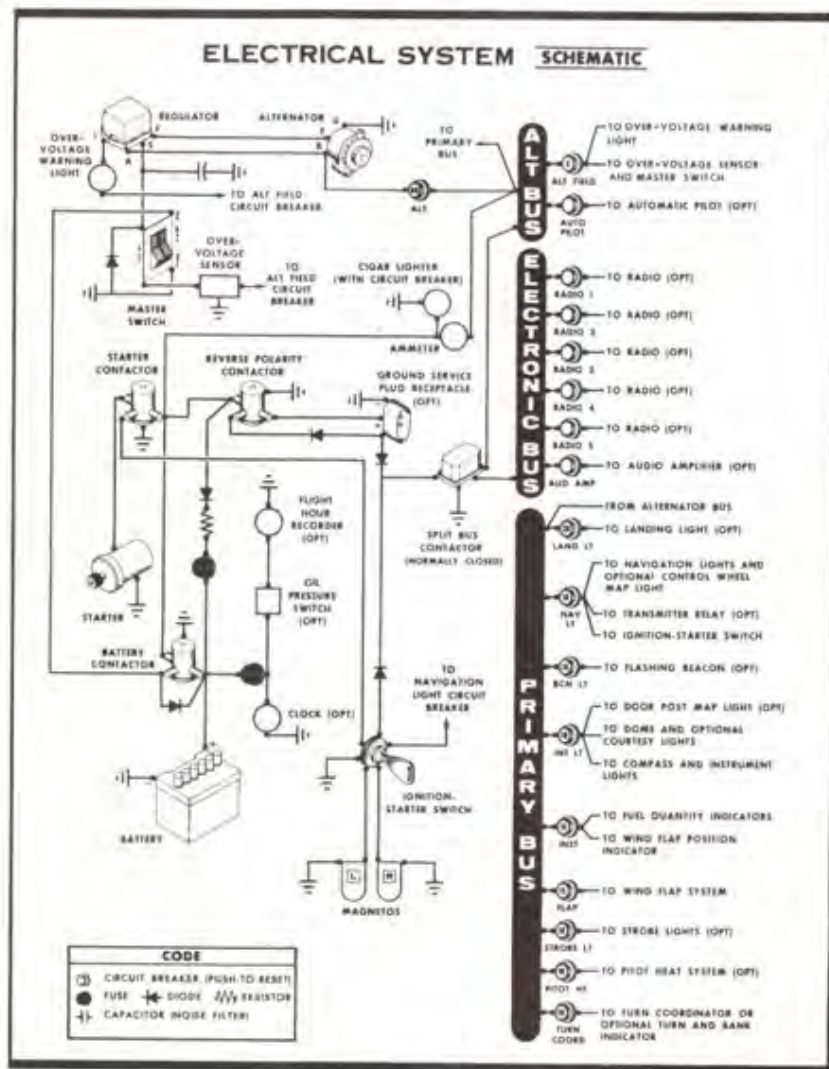 ELECTRICAL SYSTEM SCHEMATIC
REGULATOR
ALTERNATOR
OVER-
VOLTAGE
WARNING
LIGHT
TO ALT FIELD
CIRCUIT BREAKER
ALT
TO
PRIMARY
BUS
MASTER
SWITCH
OVER-
VOLTAGE
SENSOR
TO
ALT FIELD
CIRCUIT
BREAKER
CIGAR LIGHTER
(WITH CIRCUIT BREAKER)
AMMETER
STARTER
CONTACTOR
REVERSE POLARITY
CONTACTOR
GROUND SERVICE
PLUG RECEPTACLE
(OPT)
FLIGHT
HOUR
RECORDER
(OPT)
OIL
PRESSURE
SWITCH
(OPT)
SPLIT BUS
CONTACTOR
(NORMALLY CLOSED)
STARTER
BATTERY
CONTACTOR
CLOCK (OPT)
TO
NAVIGATION
LIGHT CIRCUIT
BREAKER
IGNITION-
STARTER SWITCH
BATTERY
L
R
MAGNETOS
ALT BUS
ALT FIELD
TO OVER-VOLTAGE WARNING
LIGHT
TO OVER-VOLTAGE SENSOR
AND MASTER SWITCH
AUTO
PILOT
TO AUTOMATIC PILOT (OPT)
ELECTRONIC BUS
RADIO 1
TO RADIO (OPT)
RADIO 2
TO RADIO (OPT)
RADIO 3
TO RADIO (OPT)
RADIO 4
TO RADIO (OPT)
RADIO 5
TO RADIO (OPT)
AUD AMP
TO AUDIO AMPLIFIER (OPT)
PRIMARY BUS
FROM ALTERNATOR BUS
LAND LT
TO LANDING LIGHT (OPT)
NAV
LT
TO NAVIGATION LIGHTS AND
OPTIONAL CONTROL WHEEL
MAP LIGHT
TO TRANSMITTER RELAY (OPT)
TO IGNITION-STARTER SWITCH
BCN LT
TO FLASHING BEACON (OPT)
INT LT
TO DOOR POST MAP LIGHT (OPT)
TO DOME AND OPTIONAL
COURTESY LIGHTS
TO COMPASS AND INSTRUMENT
LIGHTS
INST
TO FUEL QUANTITY INDICATORS
TO WING FLAP POSITION
INDICATOR
FLAP
TO WING FLAP SYSTEM
STROBE LT
TO STROBE LIGHTS (OPT)
PITOT HT
TO PITOT HEAT SYSTEM (OPT)
TURN
COORD
TO TURN COORDINATOR OR
OPTIONAL TURN AND BANK
INDICATOR
CODE
CIRCUIT BREAKER (PUSH-TO-RESET)
FUSE DIODE RESISTOR
CAPACITOR (NOISE FILTER)